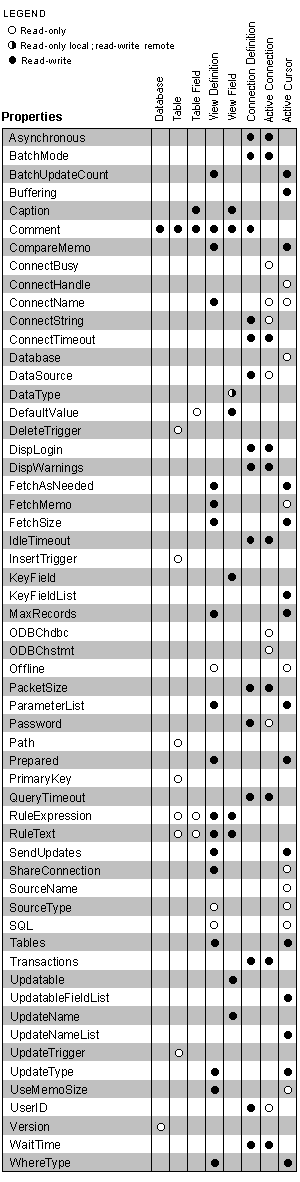 LEGEND
○ Read-only
◑ Read-only local; read-write remote
● Read-write
Properties
Database
Table
Table Field
View Definition
View Field
Connection Definition
Active Connection
Active Cursor
Asynchronous
BatchMode
BatchUpdateCount
Buffering
Caption
Comment
CompareMemo
ConnectBusy
ConnectHandle
ConnectName
ConnectString
ConnectTimeout
Database
DataSource
DataType
DefaultValue
DeleteTrigger
DispLogin
DispWarnings
FetchAsNeeded
FetchMemo
FetchSize
IdleTimeout
InsertTrigger
KeyField
KeyFieldList
MaxRecords
ODBChdbc
ODBChstmt
Offline
PacketSize
ParameterList
Password
Path
Prepared
PrimaryKey
QueryTimeout
RuleExpression
RuleText
SendUpdates
ShareConnection
SourceName
SourceType
SQL
Tables
Transactions
Updatable
UpdatableFieldList
UpdateName
UpdateNameList
UpdateTrigger
UpdateType
UseMemoSize
UserID
Version
WaitTime
WhereType